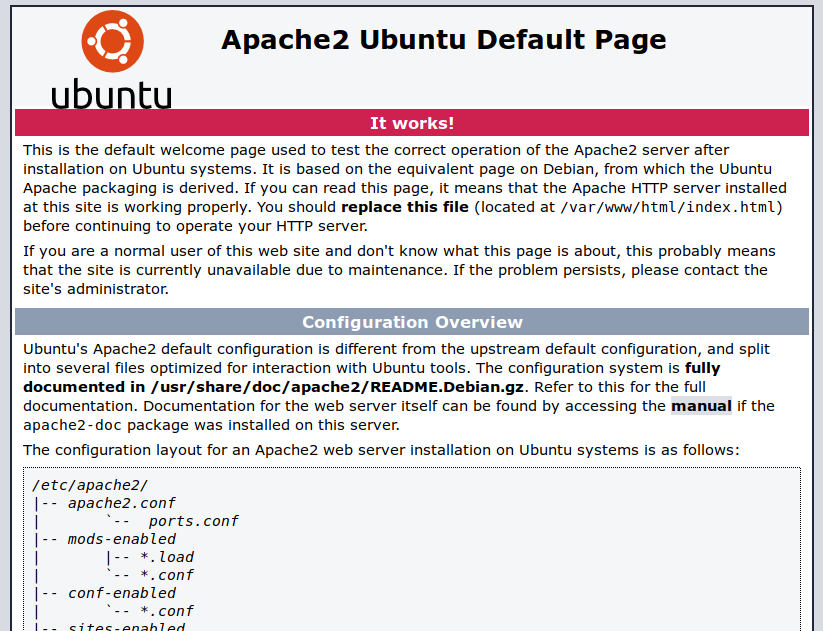 Apache2 Ubuntu Default Page
ubuntu
It works!
This is the default welcome page used to test the correct operation of the Apache2 server after
installation on Ubuntu systems. It is based on the equivalent page on Debian, from which the Ubuntu
Apache packaging is derived. If you can read this page, it means that the Apache HTTP server installed
at this site is working properly. You should replace this file (located at /var/www/html/index.html)
before continuing to operate your HTTP server.
If you are a normal user of this web site and don't know what this page is about, this probably means
that the site is currently unavailable due to maintenance. If the problem persists, please contact the
site's administrator.
Configuration Overview
Ubuntu's Apache2 default configuration is different from the upstream default configuration, and split
into several files optimized for interaction with Ubuntu tools. The configuration system is fully
documented in /usr/share/doc/apache2/README.Debian.gz. Refer to this for the full
documentation. Documentation for the web server itself can be found by accessing the manual if the
apache2-doc package was installed on this server.
The configuration layout for an Apache2 web server installation on Ubuntu systems is as follows:
/etc/apache2/
|-- apache2.conf
|       `--  ports.conf
|-- mods-enabled
|       |-- *.load
|       `-- *.conf
|-- conf-enabled
|       `-- *.conf
|-- sites-enabled